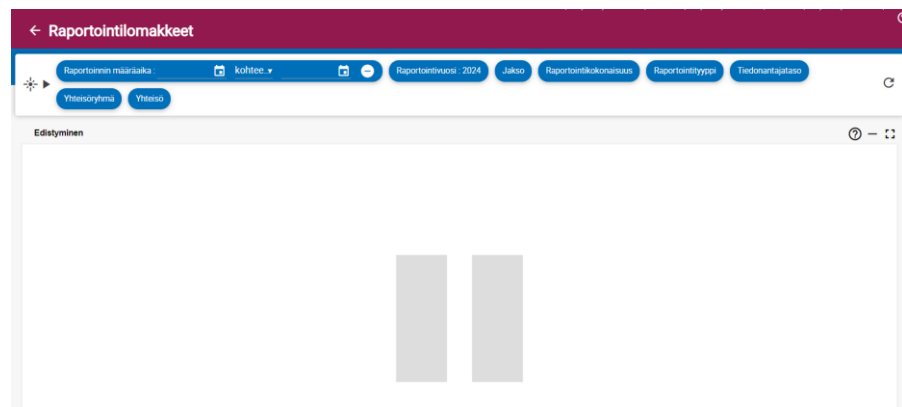 Raportointilomakkeet
Raportoinnin määräaika : kohtee.. Raportointivuosi : 2024 Jakso Raportointikokonaisuus Raportointityyppi Tiedonantajataso
Yhteisöryhmä Yhteisö
Edistyminen